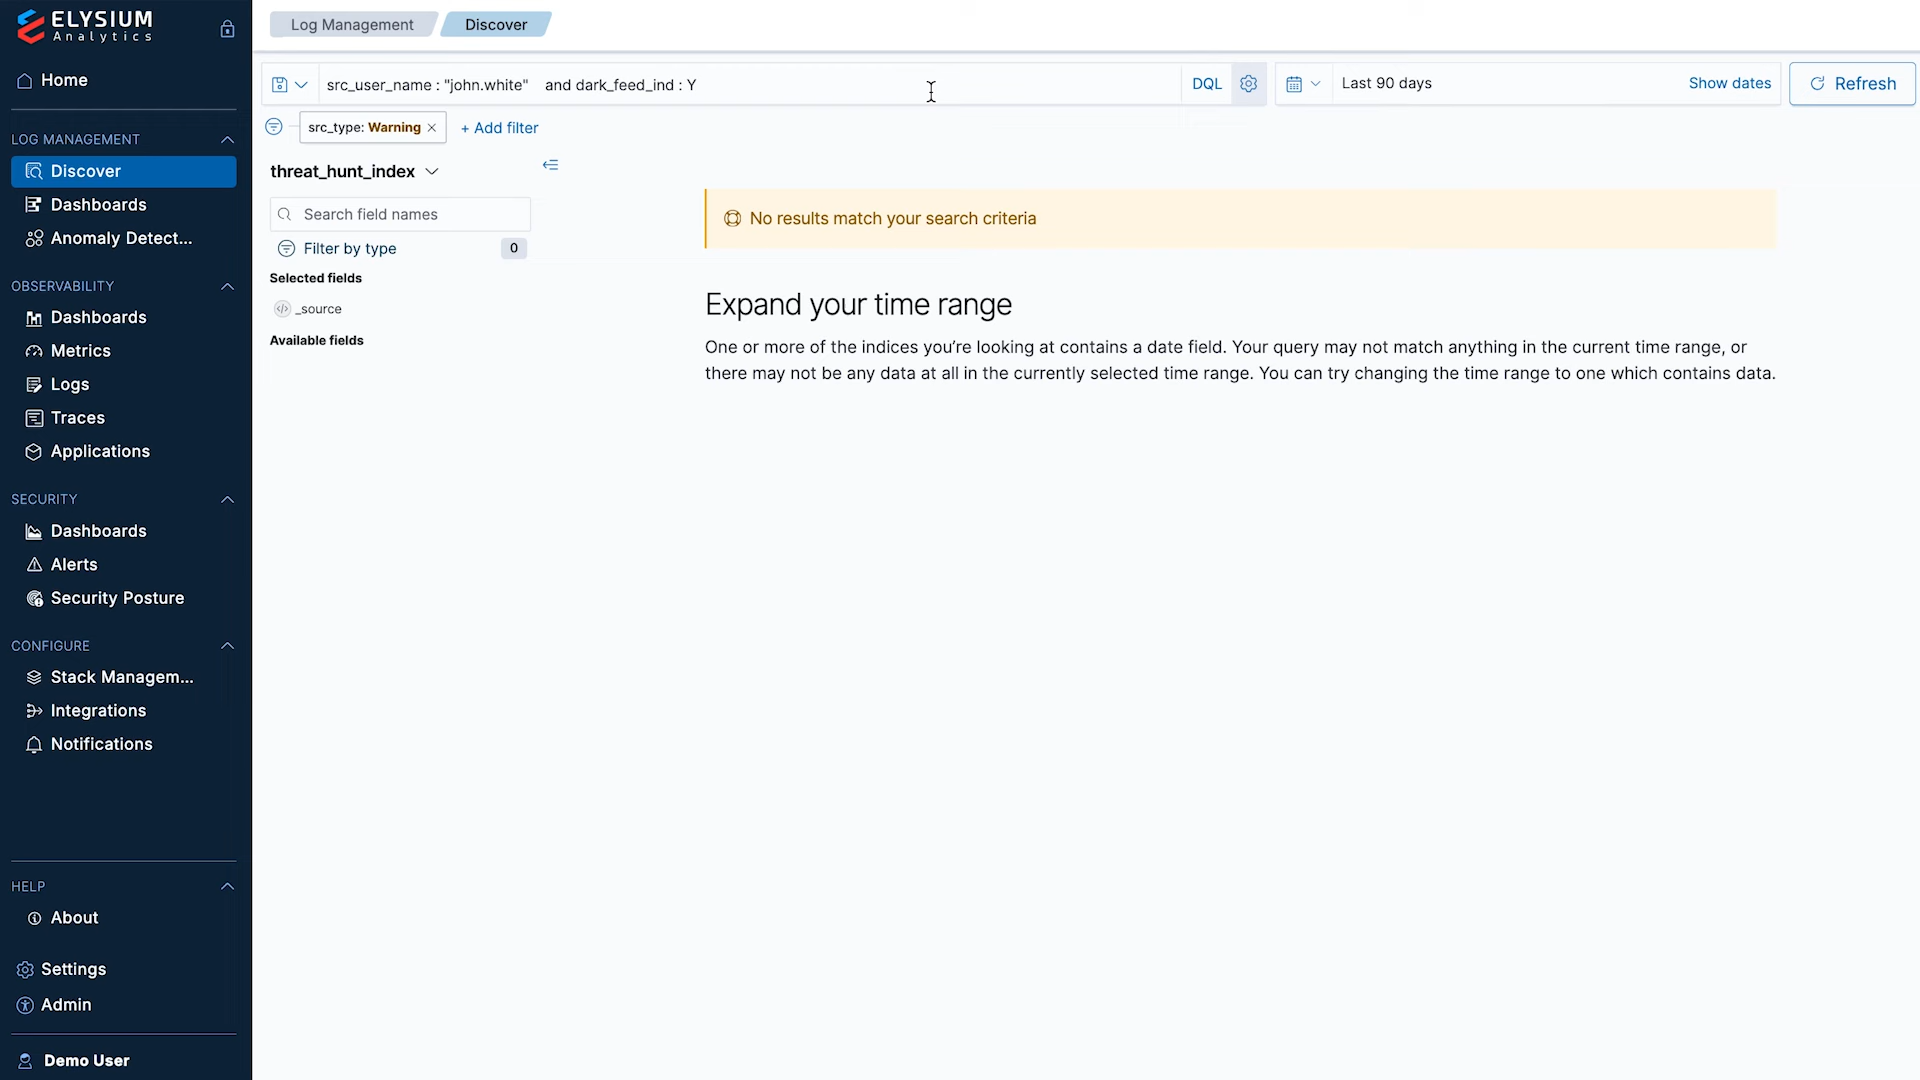 ELYSIUM
Analytics
Home
LOG MANAGEMENT
Discover
Dashboards
Anomaly Detect...
OBSERVABILITY
Dashboards
Metrics
Logs
Traces
Applications
SECURITY
Dashboards
Alerts
Security Posture
CONFIGURE
Stack Managem...
Integrations
Notifications
HELP
About
Settings
Admin
Demo User
Log Management
Discover
src_user_name : "john.white" and dark_feed_ind : Y
DQL
Last 90 days
Show dates
Refresh
src_type: Warning
+ Add filter
threat_hunt_index
Search field names
Filter by type
0
Selected fields
_source
Available fields
No results match your search criteria
Expand your time range
One or more of the indices you’re looking at contains a date field. Your query may not match anything in the current time range, or
there may not be any data at all in the currently selected time range. You can try changing the time range to one which contains data.